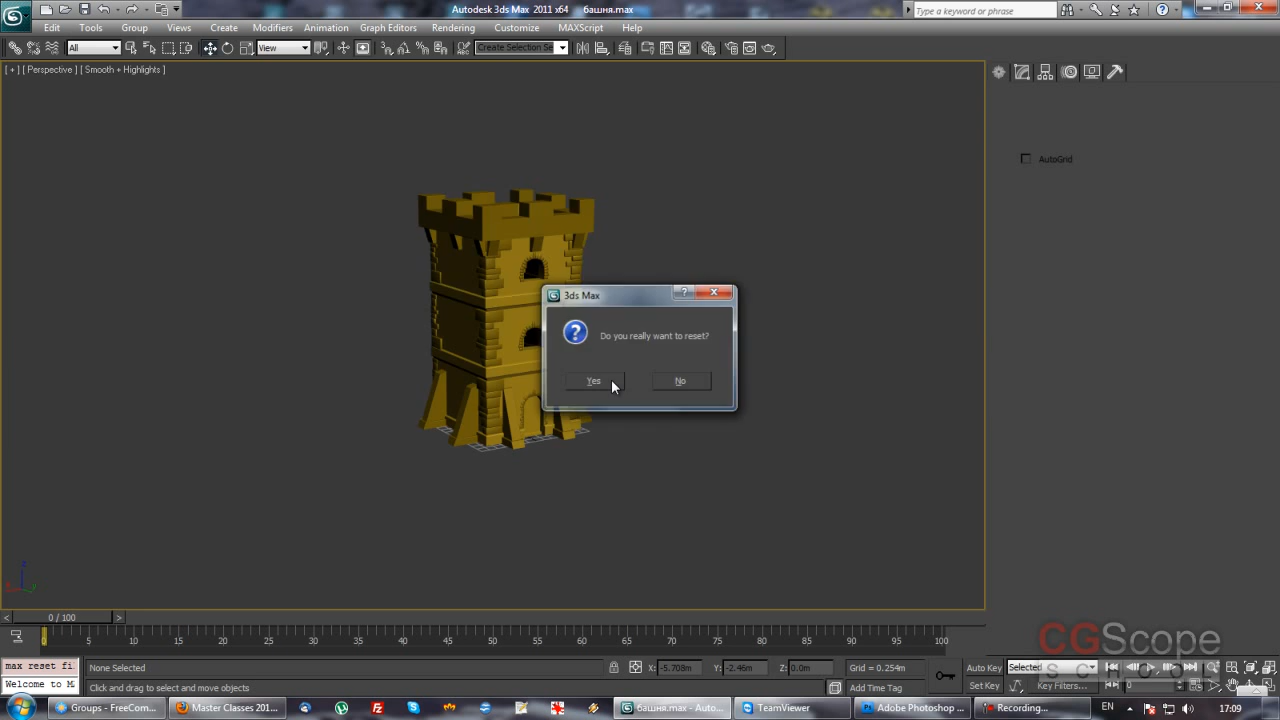 Autodesk 3ds Max 2011 x64 башня.max
Type a keyword or phrase
Edit Tools Group Views Create Modifiers Animation Graph Editors Rendering Customize MAXScript Help
All View Create Selection Se
[ + ] [ Perspective ] [ Smooth + Highlights ]
AutoGrid
3ds Max
Do you really want to reset?
Yes No
z
y
< 0 / 100 >
0 5 10 15 20 25 30 35 40 45 50 55 60 65 70 75 80 85 90 95 100
CGScope
SCHOOL
max reset fi. None Selected X: -5.708m Y: -2.46m Z: 0.0m Grid = 0.254m Auto Key Selected
Welcome to M Click and drag to select and move objects Add Time Tag Set Key Key Filters... 0
Groups - FreeCom... Master Classes 201... башня.max - Auto... TeamViewer Adobe Photoshop ... Recording... EN 17:09